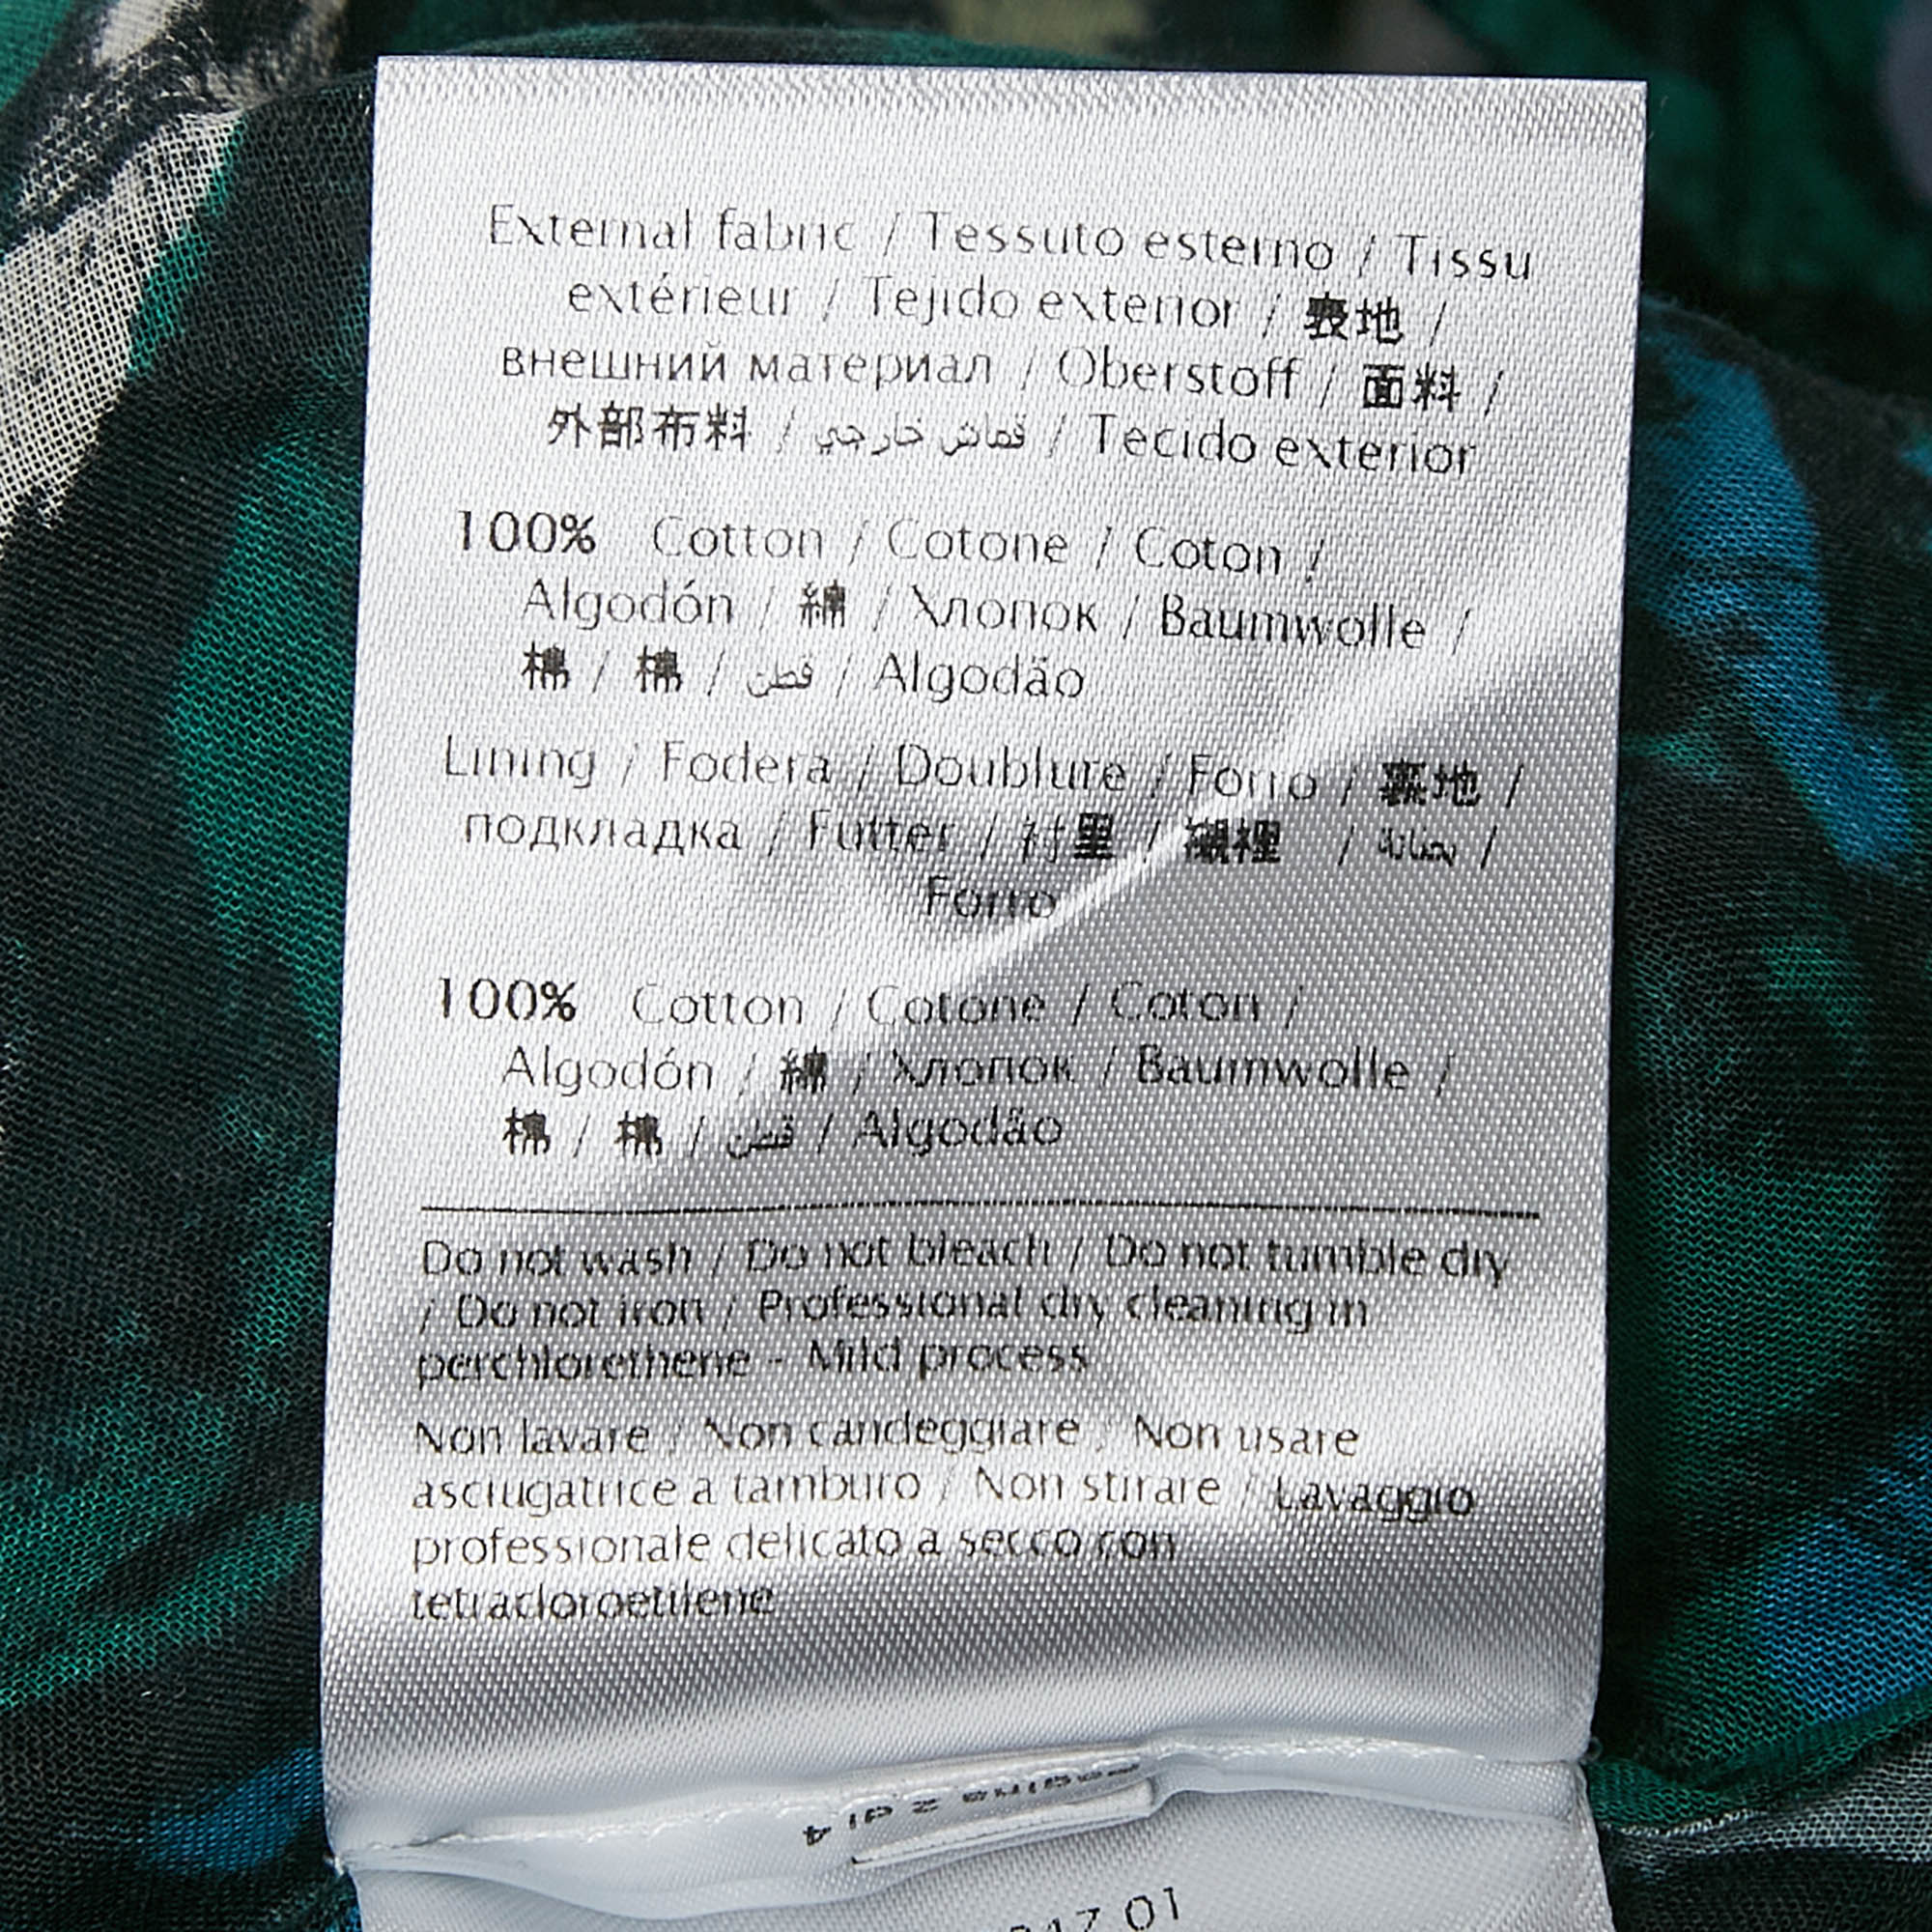 External fabric / Tessuto esterno / Tissu
extérieur / Tejido exterior / 表地 /
внешний материал / Oberstoff / 面料 /
外部布料 / قماش خارجي / Tecido exterior
100% Cotton / Cotone / Coton /
Algodón / 綿 / Хлопок / Baumwolle /
棉 / 棉 / قطن / Algodão
Lining / Fodera / Doublure / Forro / 裏地 /
подкладка / Futter / 衬里 / 襯裡 / بطانة /
Forro
100% Cotton / Cotone / Coton /
Algodón / 綿 / Хлопок / Baumwolle /
棉 / 棉 / قطن / Algodão
Do not wash / Do not bleach / Do not tumble dry
/ Do not iron / Professional dry cleaning in
perchlorethene - Mild process
Non lavare / Non candeggiare / Non usare
asciugatrice a tamburo / Non stirare / Lavaggio
professionale delicato a secco con
tetracloroetilene
Pagina 2 di 4
01